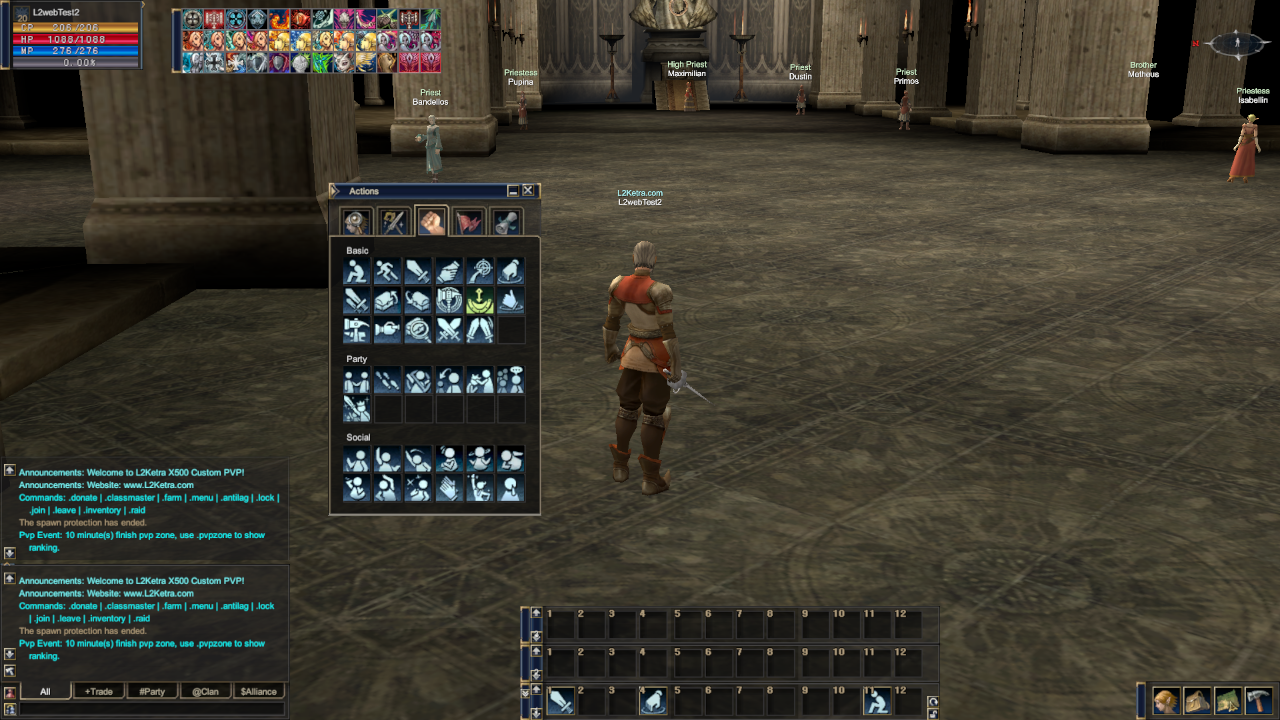 20
L2webTest2
CP 206/206
HP 1088/1088
MP 276/276
0.00%
Priest
Bandellos
Priestess
Pupina
High Priest
Maximilian
Priest
Dustin
Priest
Primos
Brother
Matheus
Priestess
Isabellin
L2Ketra.com
L2webTest2
Actions
Basic
Party
Social
Announcements: Welcome to L2Ketra X500 Custom PVP!
Announcements: Website: www.L2Ketra.com
Commands: .donate | .classmaster | .farm | .menu | .antilag | .lock |
.join | .leave | .inventory | .raid
The spawn protection has ended.
Pvp Event: 10 minute(s) finish pvp zone, use .pvpzone to show
ranking.
Announcements: Welcome to L2Ketra X500 Custom PVP!
Announcements: Website: www.L2Ketra.com
Commands: .donate | .classmaster | .farm | .menu | .antilag | .lock
| .join | .leave | .inventory | .raid
The spawn protection has ended.
Pvp Event: 10 minute(s) finish pvp zone, use .pvpzone to show
ranking.
All +Trade #Party @Clan $Alliance
1 2 3 4 5 6 7 8 9 10 11 12
1 2 3 4 5 6 7 8 9 10 11 12
1 2 3 4 5 6 7 8 9 10 11 12